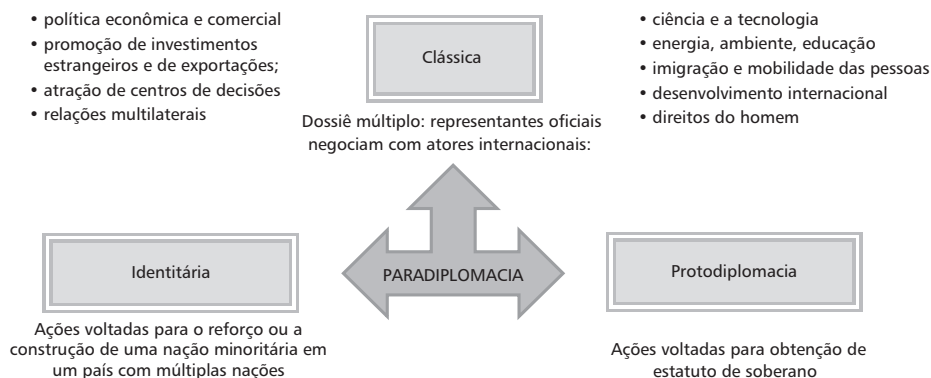 • política econômica e comercial
• promoção de investimentos
estrangeiros e de exportações;
• atração de centros de decisões
• relações multilaterais
Clássica
Dossiê múltiplo: representantes oficiais
negociam com atores internacionais:
• ciência e a tecnologia
• energia, ambiente, educação
• imigração e mobilidade das pessoas
• desenvolvimento internacional
• direitos do homem
Identitária
PARADIPLOMACIA
Protodiplomacia
Ações voltadas para o reforço ou a
construção de uma nação minoritária em
um país com múltiplas nações
Ações voltadas para obtenção de
estatuto de soberano